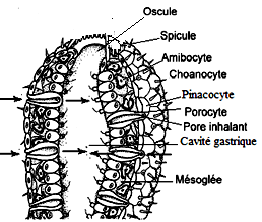 Oscule
Spicule
Amibocyte
Choanocyte
Pinacocyte
Porocyte
Pore inhalant
Cavité gastrique
Mésoglée